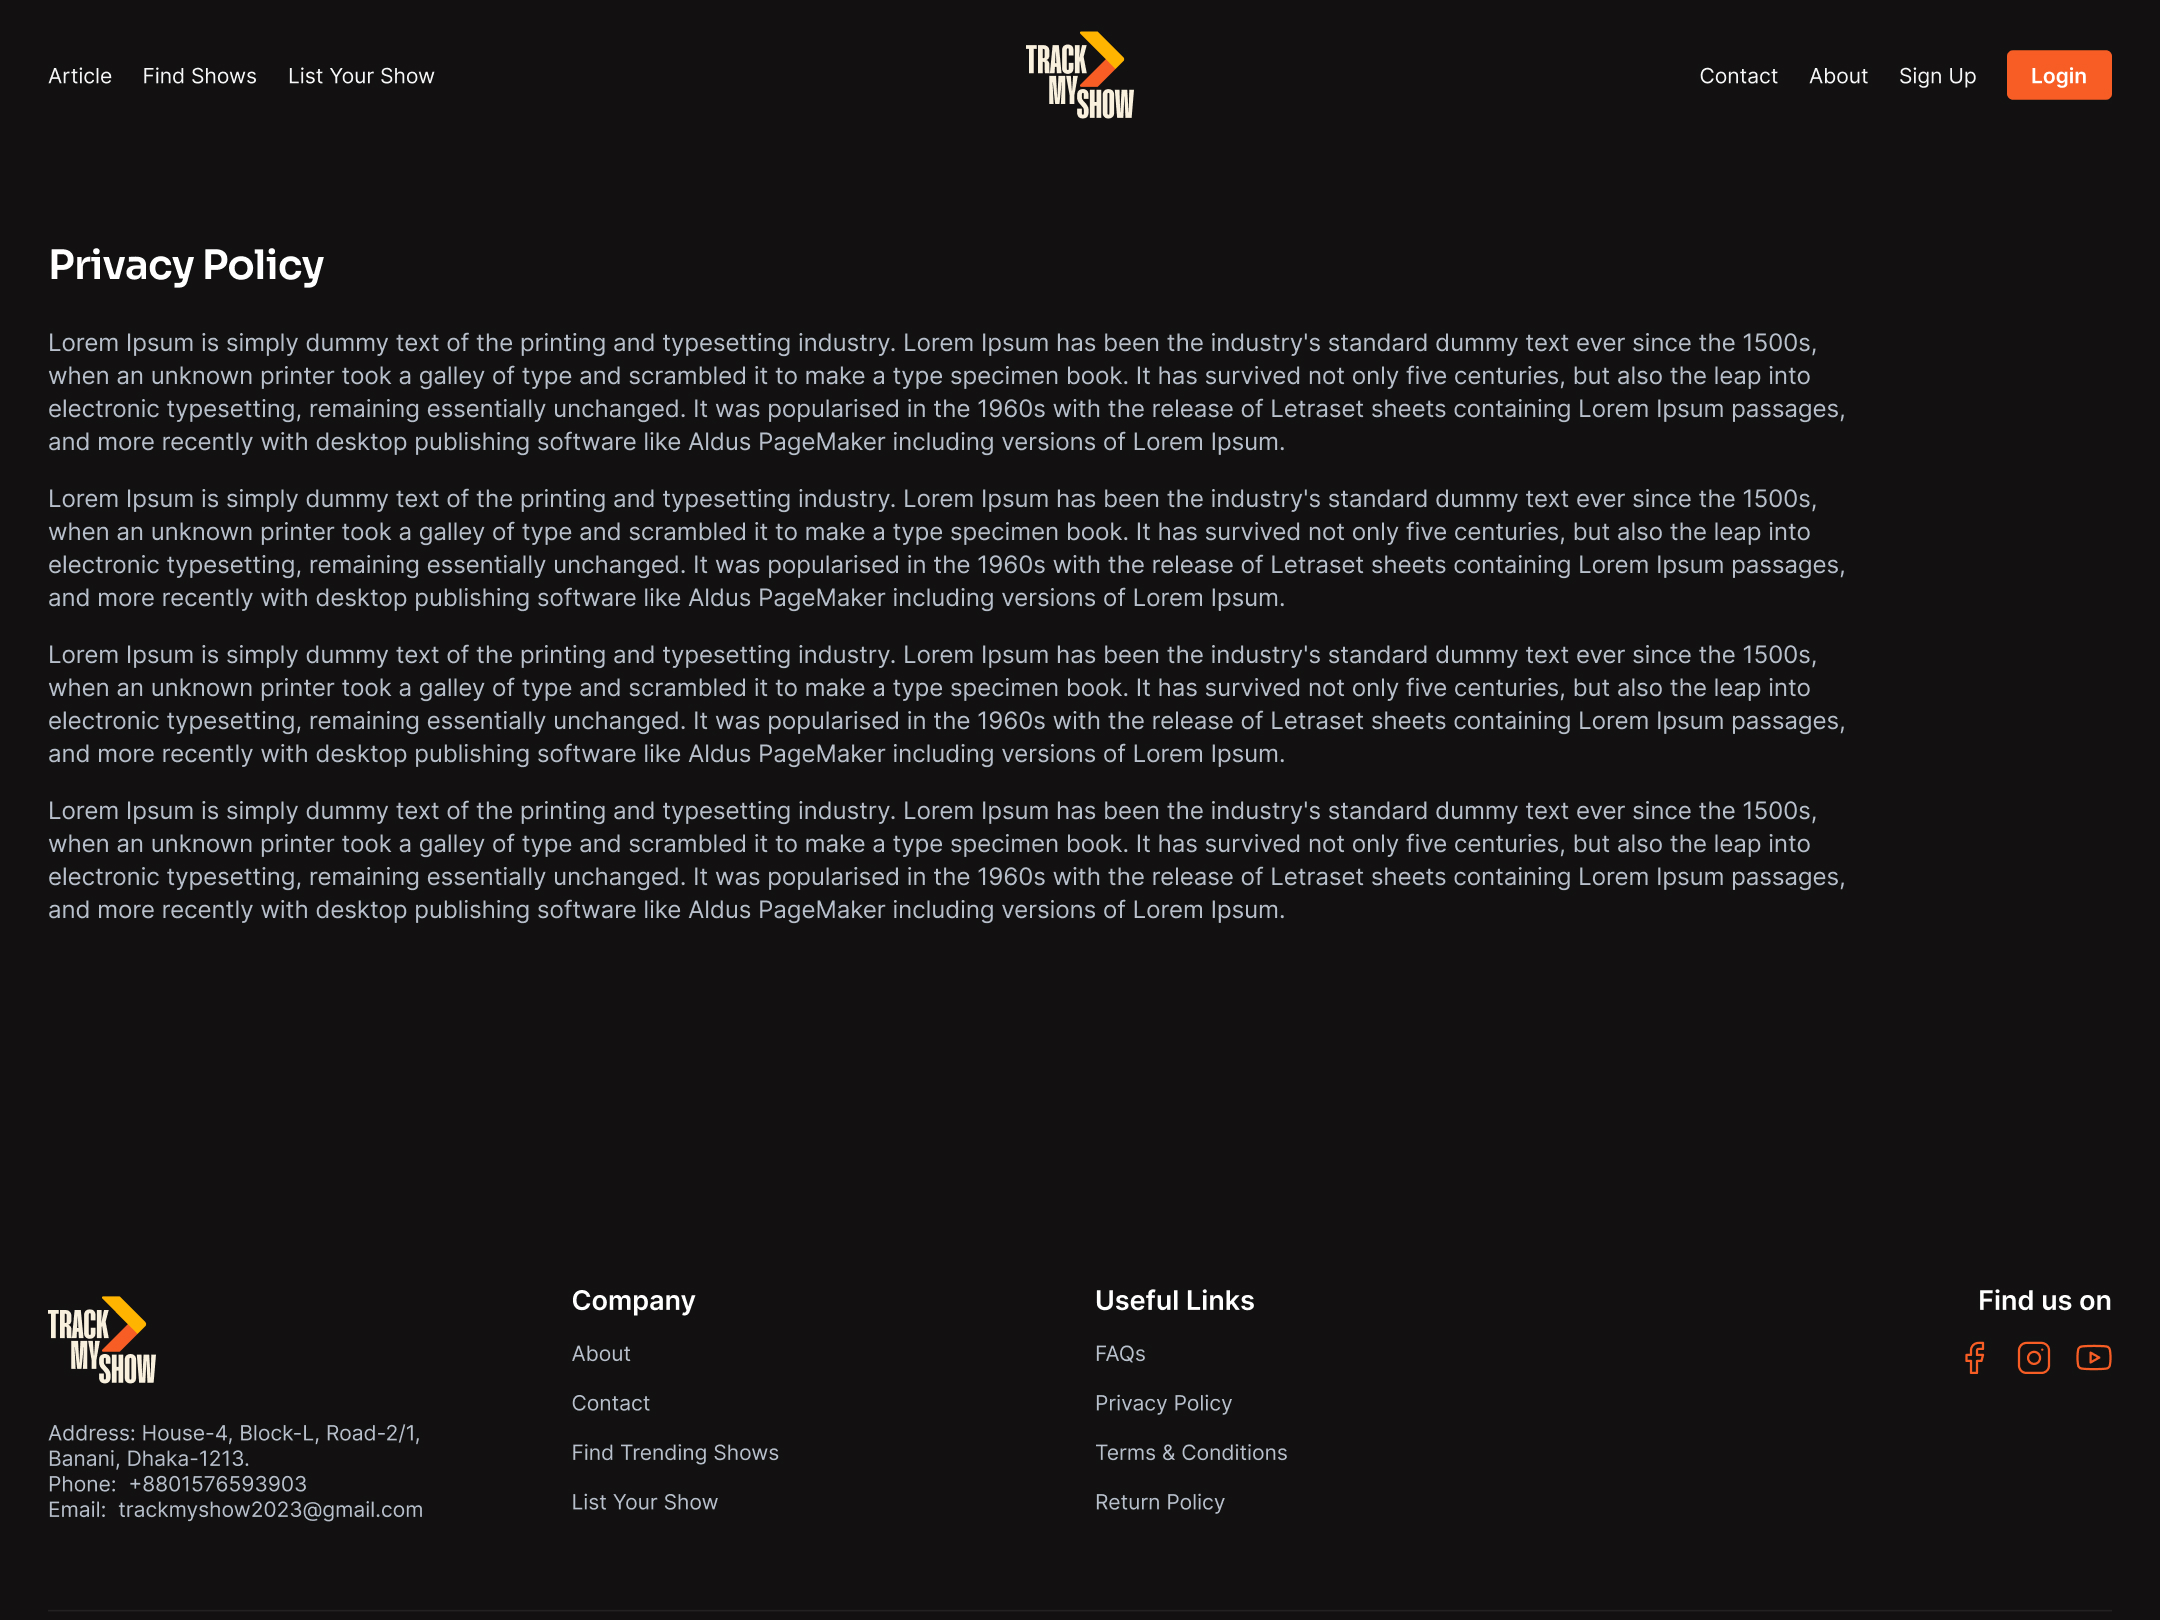 Article Find Shows List Your Show
TRACK
MY
SHOW
Contact About Sign Up Login
Privacy Policy
Lorem Ipsum is simply dummy text of the printing and typesetting industry. Lorem Ipsum has been the industry's standard dummy text ever since the 1500s,
when an unknown printer took a galley of type and scrambled it to make a type specimen book. It has survived not only five centuries, but also the leap into
electronic typesetting, remaining essentially unchanged. It was popularised in the 1960s with the release of Letraset sheets containing Lorem Ipsum passages,
and more recently with desktop publishing software like Aldus PageMaker including versions of Lorem Ipsum.
Lorem Ipsum is simply dummy text of the printing and typesetting industry. Lorem Ipsum has been the industry's standard dummy text ever since the 1500s,
when an unknown printer took a galley of type and scrambled it to make a type specimen book. It has survived not only five centuries, but also the leap into
electronic typesetting, remaining essentially unchanged. It was popularised in the 1960s with the release of Letraset sheets containing Lorem Ipsum passages,
and more recently with desktop publishing software like Aldus PageMaker including versions of Lorem Ipsum.
Lorem Ipsum is simply dummy text of the printing and typesetting industry. Lorem Ipsum has been the industry's standard dummy text ever since the 1500s,
when an unknown printer took a galley of type and scrambled it to make a type specimen book. It has survived not only five centuries, but also the leap into
electronic typesetting, remaining essentially unchanged. It was popularised in the 1960s with the release of Letraset sheets containing Lorem Ipsum passages,
and more recently with desktop publishing software like Aldus PageMaker including versions of Lorem Ipsum.
Lorem Ipsum is simply dummy text of the printing and typesetting industry. Lorem Ipsum has been the industry's standard dummy text ever since the 1500s,
when an unknown printer took a galley of type and scrambled it to make a type specimen book. It has survived not only five centuries, but also the leap into
electronic typesetting, remaining essentially unchanged. It was popularised in the 1960s with the release of Letraset sheets containing Lorem Ipsum passages,
and more recently with desktop publishing software like Aldus PageMaker including versions of Lorem Ipsum.
TRACK
MY
SHOW
Address: House-4, Block-L, Road-2/1,
Banani, Dhaka-1213.
Phone: +8801576593903
Email: trackmyshow2023@gmail.com
Company
About
Contact
Find Trending Shows
List Your Show
Useful Links
FAQs
Privacy Policy
Terms & Conditions
Return Policy
Find us on